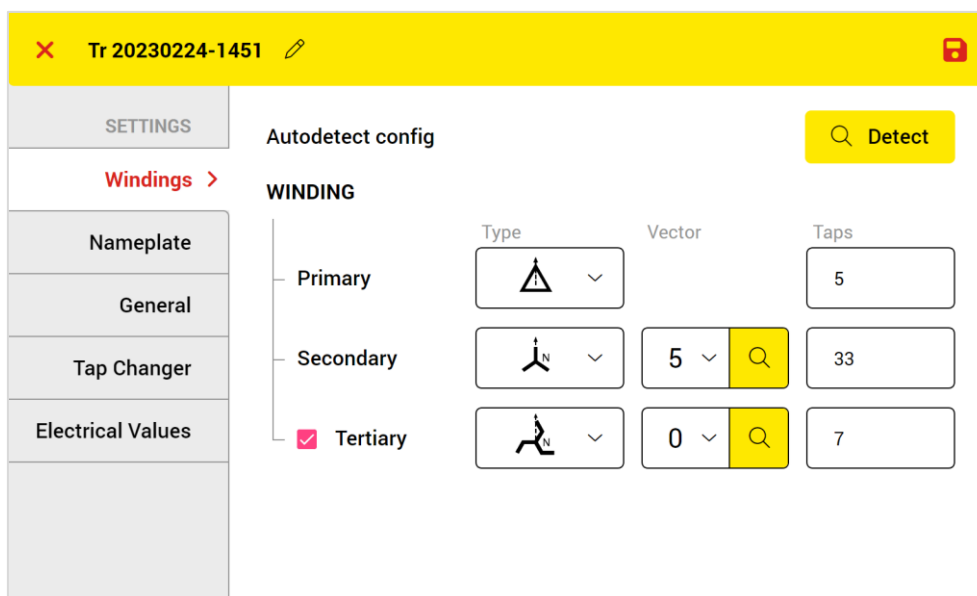 Tr 20230224-1451
SETTINGS
Windings
Nameplate
General
Tap Changer
Electrical Values
Autodetect config
Detect
WINDING
Type Vector Taps
Primary 5
Secondary N 5 33
Tertiary N 0 7